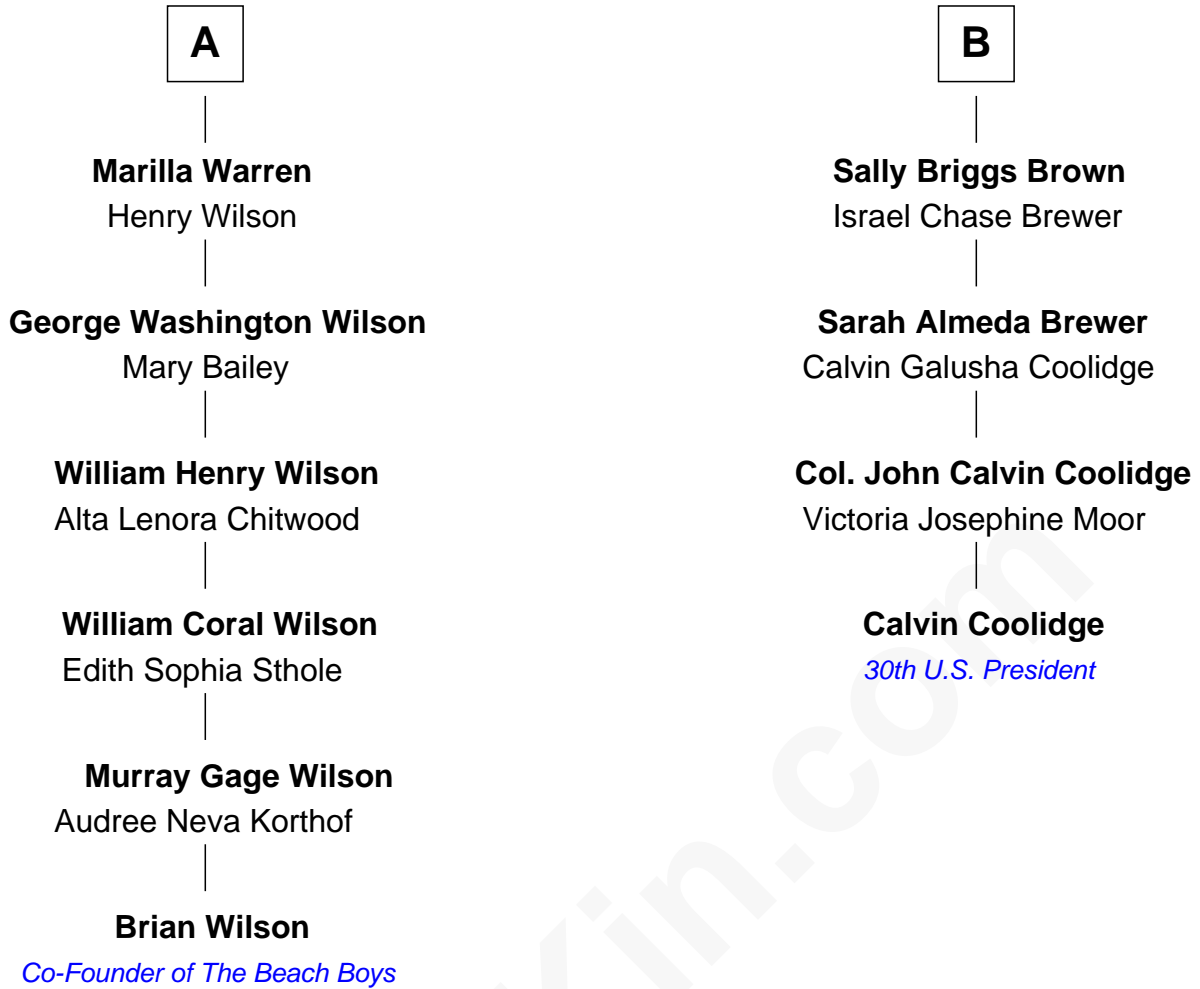 A
Marilla Warren
Henry Wilson
George Washington Wilson
Mary Bailey
William Henry Wilson
Alta Lenora Chitwood
William Coral Wilson
Edith Sophia Sthole
Murray Gage Wilson
Audree Neva Korthof
Brian Wilson
Co-Founder of The Beach Boys
B
Sally Briggs Brown
Israel Chase Brewer
Sarah Almeda Brewer
Calvin Galusha Coolidge
Col. John Calvin Coolidge
Victoria Josephine Moor
Calvin Coolidge
30th U.S. President
Kin.com